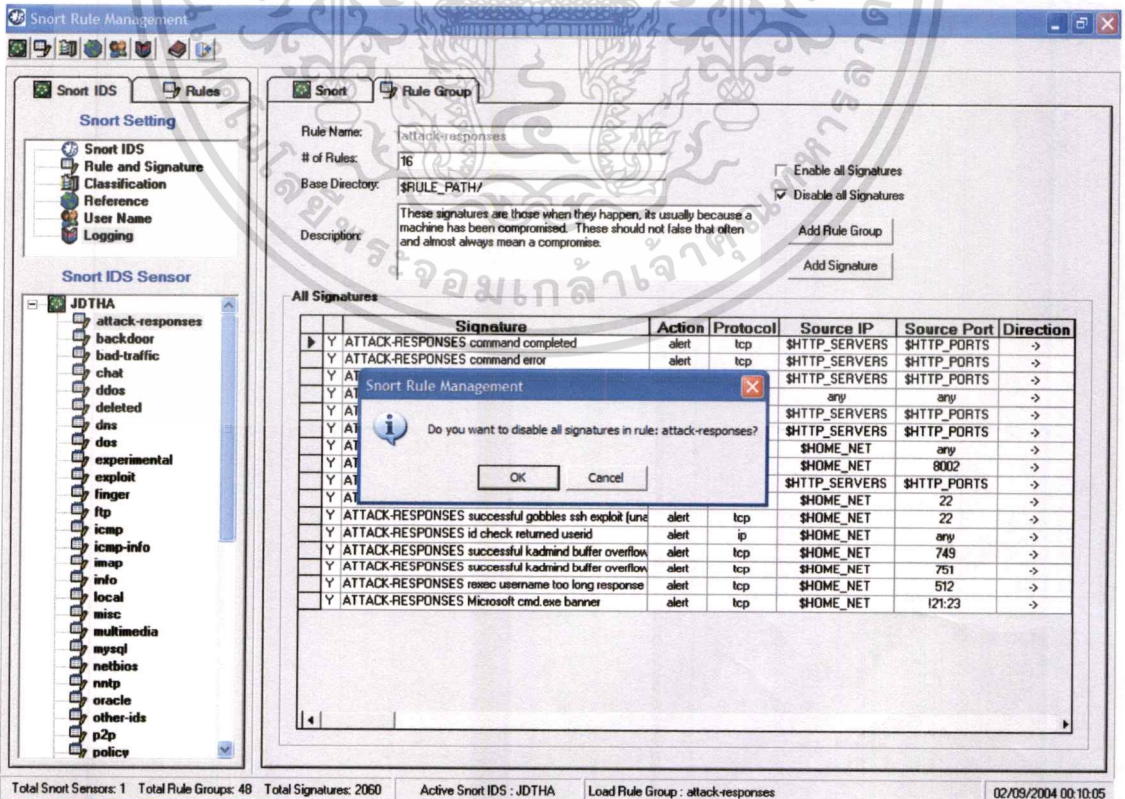 Snort Rule Management
Snort IDS
Rules
Snort Setting
Snort IDS
Rule and Signature
Classification
Reference
User Name
Logging
Snort IDS Sensor
JDTHA
attack-responses
backdoor
bad-traffic
chat
ddos
deleted
dns
dos
experimental
exploit
finger
ftp
icmp
icmp-info
imap
info
local
misc
multimedia
mysql
netbios
nntp
oracle
other-ids
p2p
policy
Snort
Rule Group
Rule Name: attack-responses
# of Rules: 16
Base Directory: $RULE_PATH/
Description: These signatures are those when they happen, its usually because a
machine has been compromised. These should not false that often
and almost always mean a compromise.
Enable all Signatures
Disable all Signatures
Add Rule Group
Add Signature
All Signatures
Signature Action Protocol Source IP Source Port Direction
Y ATTACK-RESPONSES command completed alert tcp $HTTP_SERVERS $HTTP_PORTS ->
Y ATTACK-RESPONSES command error alert tcp $HTTP_SERVERS $HTTP_PORTS ->
Y AT $HTTP_SERVERS $HTTP_PORTS ->
Y AT any any ->
Y AT $HTTP_SERVERS $HTTP_PORTS ->
Y AT $HTTP_SERVERS $HTTP_PORTS ->
Y AT $HOME_NET any ->
Y AT $HOME_NET 8002 ->
Y AT $HTTP_SERVERS $HTTP_PORTS ->
Y AT $HOME_NET 22 ->
Y ATTACK-RESPONSES successful gobbles ssh exploit (una alert tcp $HOME_NET 22 ->
Y ATTACK-RESPONSES id check returned userid alert ip $HOME_NET any ->
Y ATTACK-RESPONSES successful kadmind buffer overflow alert tcp $HOME_NET 749 ->
Y ATTACK-RESPONSES successful kadmind buffer overflow alert tcp $HOME_NET 751 ->
Y ATTACK-RESPONSES rexec username too long response alert tcp $HOME_NET 512 ->
Y ATTACK-RESPONSES Microsoft cmd.exe banner alert tcp $HOME_NET !21:23 ->
Snort Rule Management
Do you want to disable all signatures in rule: attack-responses?
OK
Cancel
Total Snort Sensors: 1 Total Rule Groups: 48 Total Signatures: 2060 Active Snort IDS : JDTHA Load Rule Group : attack-responses 02/09/2004 00:10:05